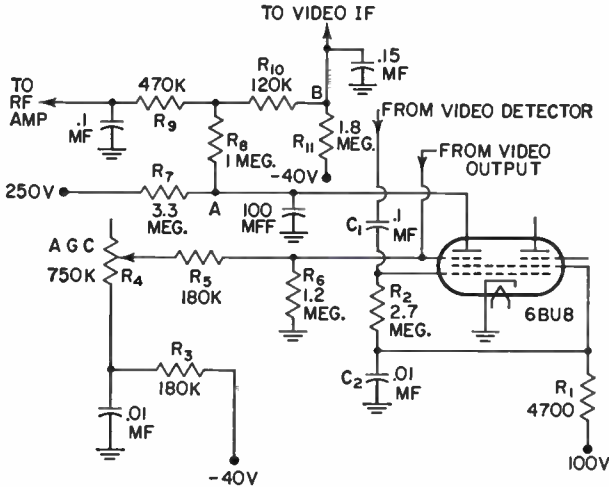 TO VIDEO IF
.15
MF
R10
120K
B
470K
TO
RF
AMP
.1
MF
R9
R8
1 MEG.
R11
1.8
MEG.
-40V
FROM VIDEO DETECTOR
FROM VIDEO
OUTPUT
250V
R7
3.3
MEG.
A
100
MFF
C1
.1
MF
AGC
750K
R4
R5
180K
R6
1.2
MEG.
R2
2.7
MEG.
6BU8
R3
180K
.01
MF
C2
.01
MF
R1
4700
-40V
100V